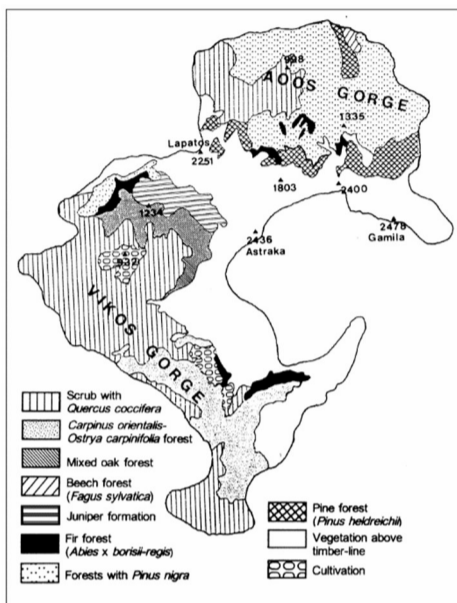 998
AOOS GORGE
1335
Lapatos
2251
1803
2400
2478
Gamila
2436
Astraka
1234
932
VIKOS GORGE
Scrub with
Quercus coccifera
Carpinus orientalis-
Ostrya carpinifolia forest
Mixed oak forest
Beech forest
(Fagus sylvatica)
Juniper formation
Fir forest
(Abies x borisii-regis)
Forests with Pinus nigra
Pine forest
(Pinus heldreichii)
Vegetation above
timber-line
Cultivation